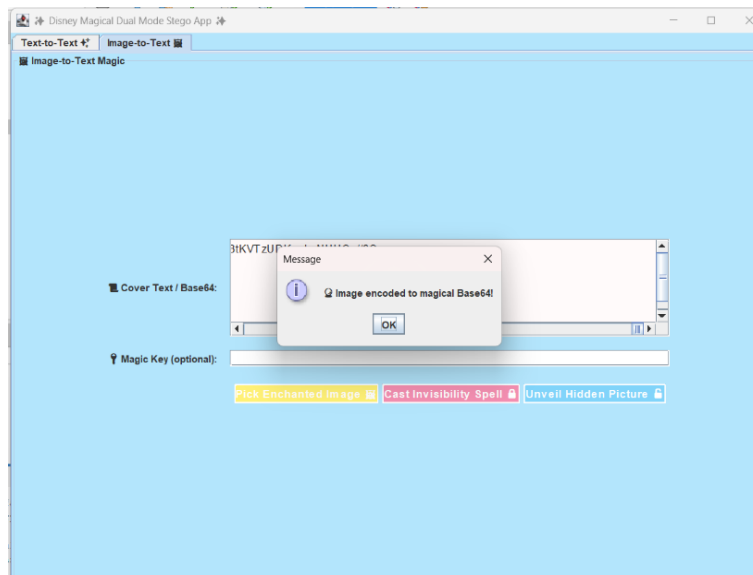 Disney Magical Dual Mode Stego App
Text-to-Text Image-to-Text
Image-to-Text Magic
Message
Cover Text / Base64:
Image encoded to magical Base64!
OK
Magic Key (optional):
Pick Enchanted Image Cast Invisibility Spell Unveil Hidden Picture